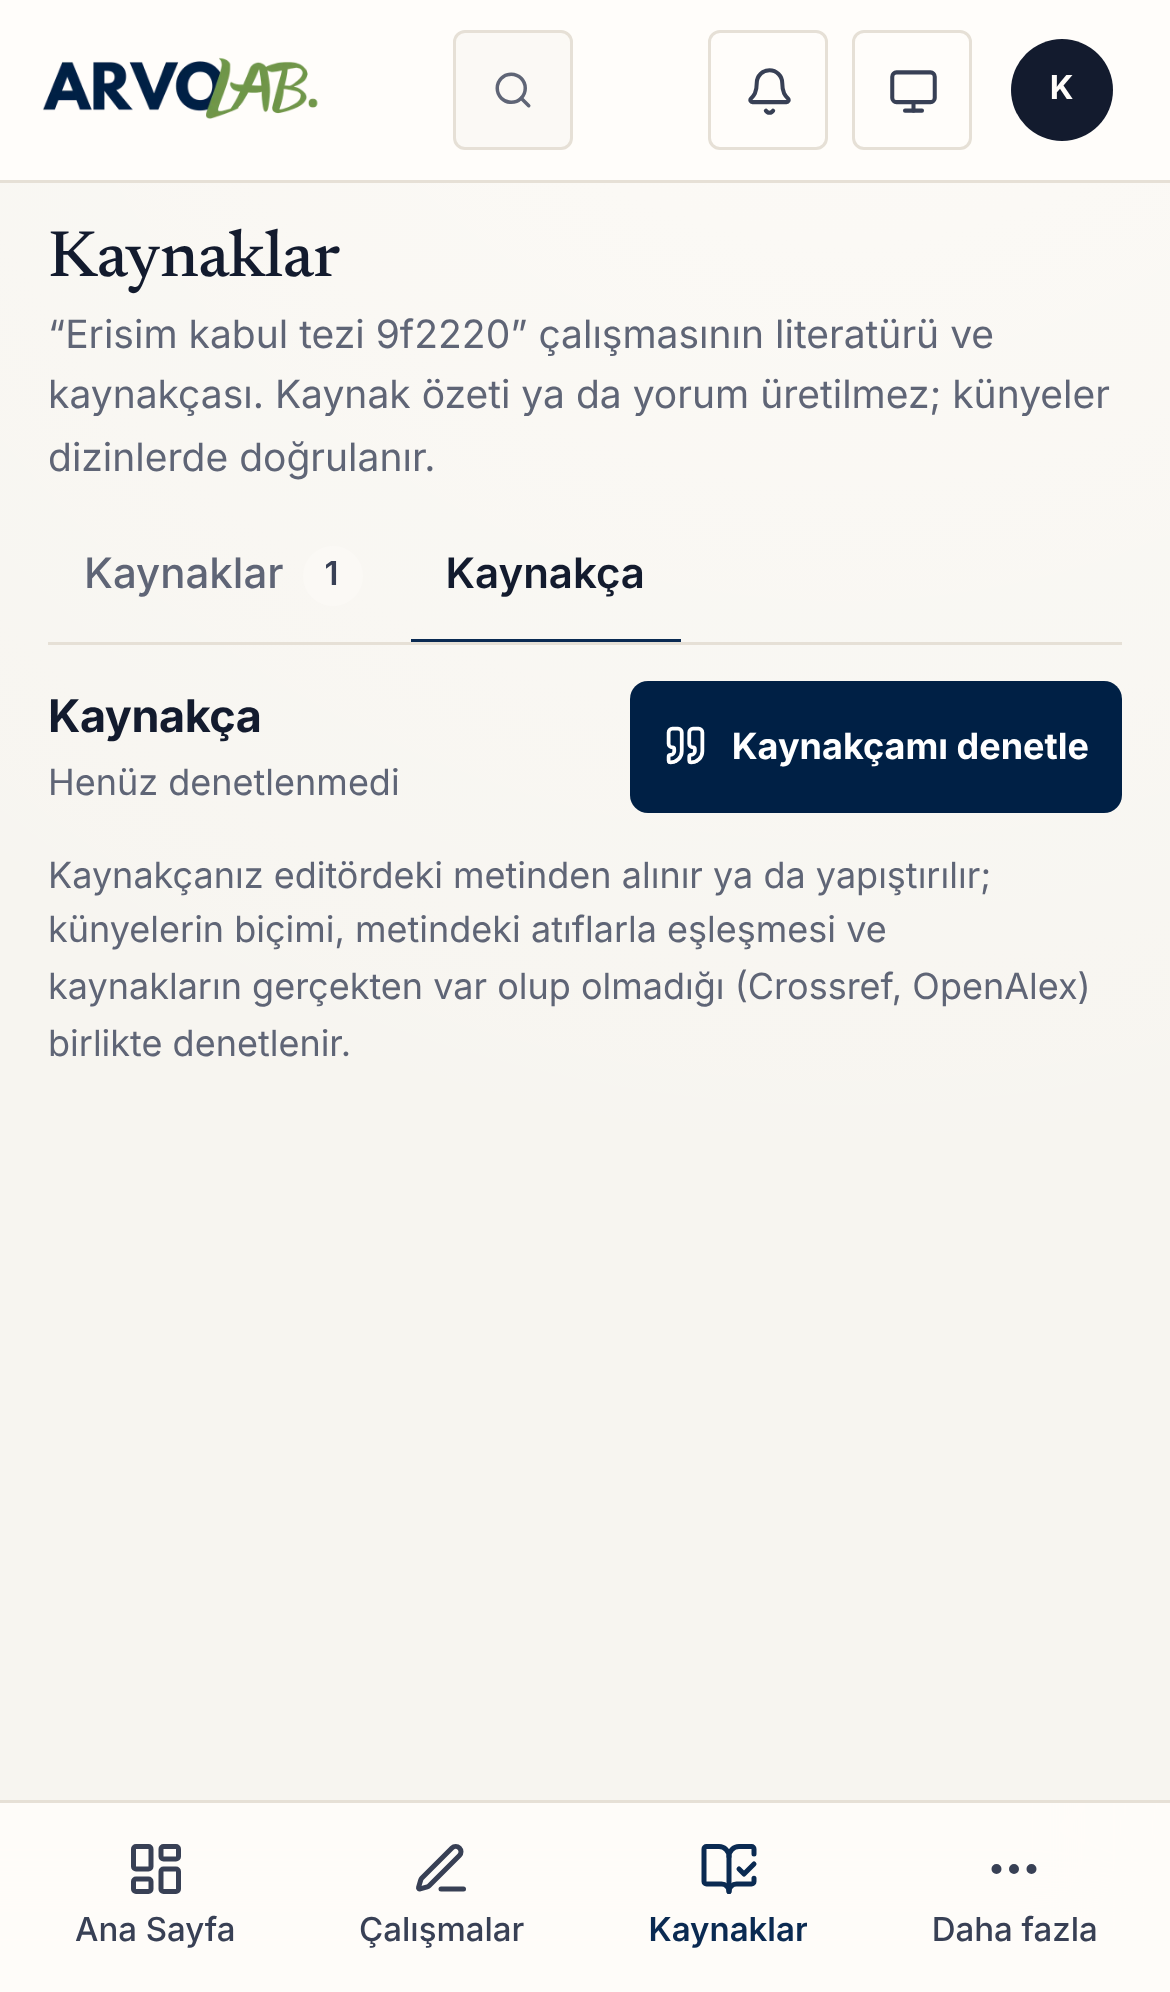 ARVOLAB.
K
Kaynaklar
“Erisim kabul tezi 9f2220” çalışmasının literatürü ve
kaynakçası. Kaynak özeti ya da yorum üretilmez; künyeler
dizinlerde doğrulanır.
Kaynaklar 1 Kaynakça
Kaynakça
Henüz denetlenmedi
Kaynakçamı denetle
Kaynakçanız editördeki metinden alınır ya da yapıştırılır;
künyelerin biçimi, metindeki atıflarla eşleşmesi ve
kaynakların gerçekten var olup olmadığı (Crossref, OpenAlex)
birlikte denetlenir.
Ana Sayfa Çalışmalar Kaynaklar Daha fazla